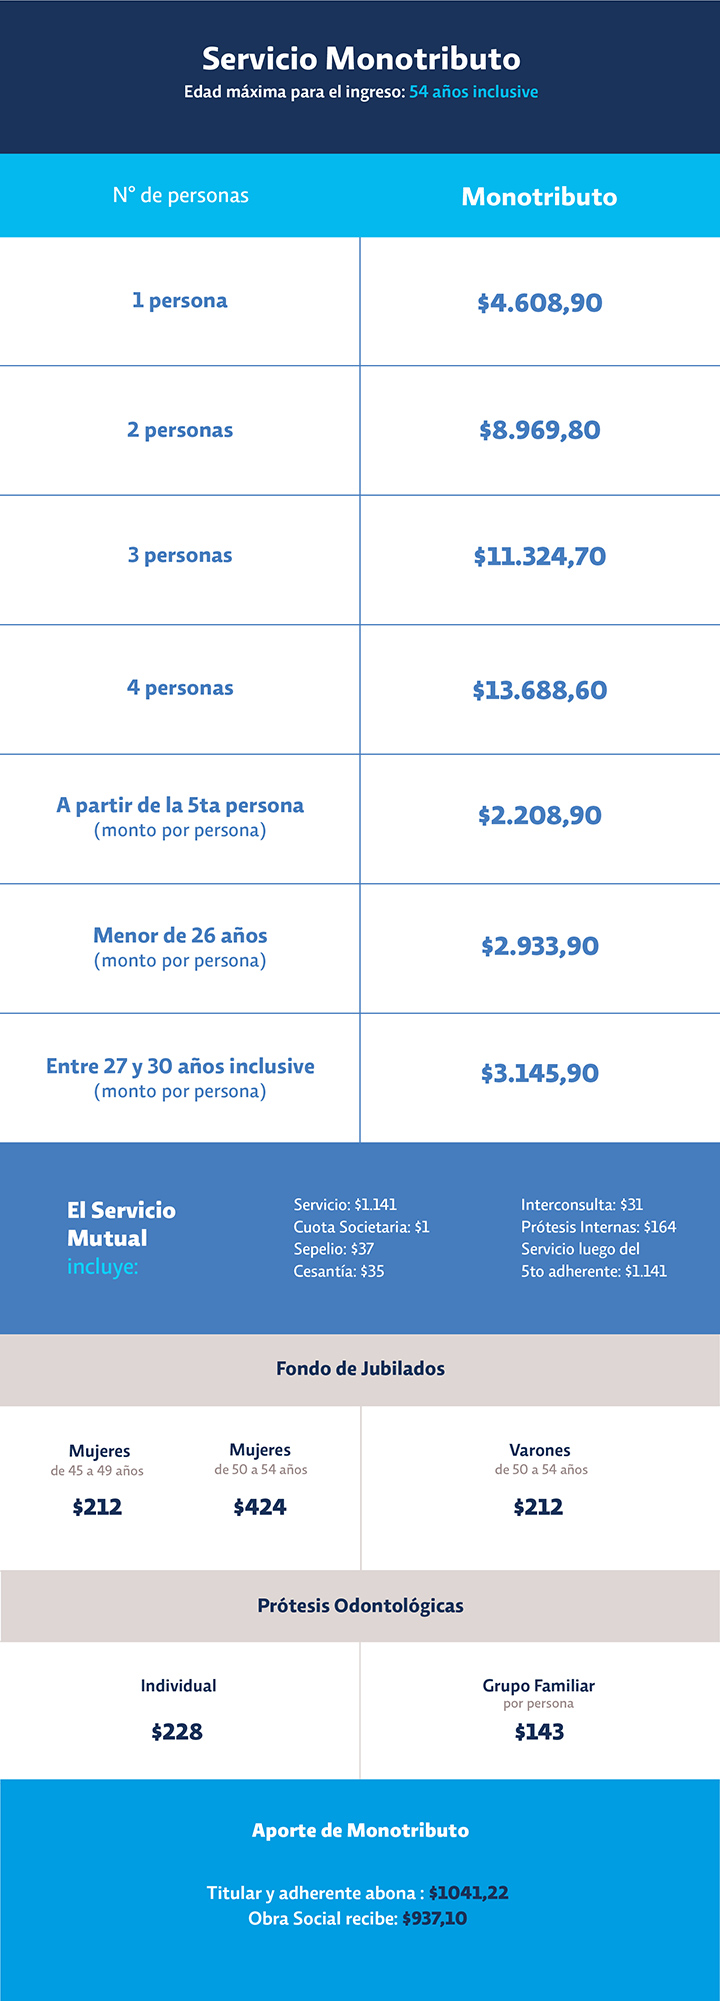 Servicio Monotributo
Edad máxima para el ingreso: 54 años inclusive
N° de personas
Monotributo
1 persona
$4.608,90
2 personas
$8.969,80
3 personas
$11.324,70
4 personas
$13.688,60
A partir de la 5ta persona
(monto por persona)
$2.208,90
Menor de 26 años
(monto por persona)
$2.933,90
Entre 27 y 30 años inclusive
(monto por persona)
$3.145,90
El Servicio
Mutual
incluye:
Servicio: $1.141
Cuota Societaria: $1
Sepelio: $37
Cesantía: $35
Interconsulta: $31
Prótesis Internas: $164
Servicio luego del
5to adherente: $1.141
Fondo de Jubilados
Mujeres
de 45 a 49 años
$212
Mujeres
de 50 a 54 años
$424
Varones
de 50 a 54 años
$212
Prótesis Odontológicas
Individual
$228
Grupo Familiar
por persona
$143
Aporte de Monotributo
Titular y adherente abona : $1041,22
Obra Social recibe: $937,10